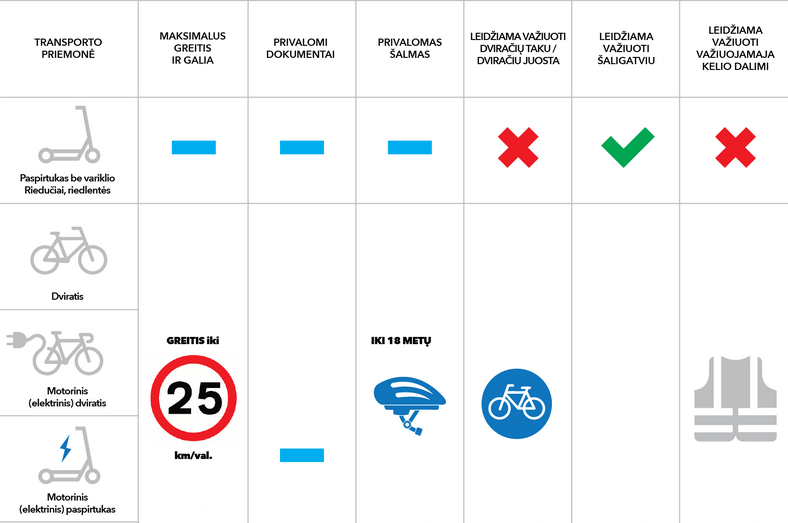 TRANSPORTO
PRIEMONĖ
MAKSIMALUS
GREITIS
IR GALIA
PRIVALOMI
DOKUMENTAI
PRIVALOMAS
ŠALMAS
LEIDŽIAMA VAŽIUOTI
DVIRAČIŲ TAKU /
DVIRAČIU JUOSTA
LEIDŽIAMA
VAŽIUOTI
ŠALIGATVIU
LEIDŽIAMA
VAŽIUOTI
VAŽIUOJAMAJA
KELIO DALIMI
Paspirtukas be variklio
Riedučiai, riedlentės
Dviratis
Motorinis
(elektrinis) dviratis
Motorinis
(elektrinis) paspirtukas
GREITIS iki
25
km/val.
IKI 18 METŲ